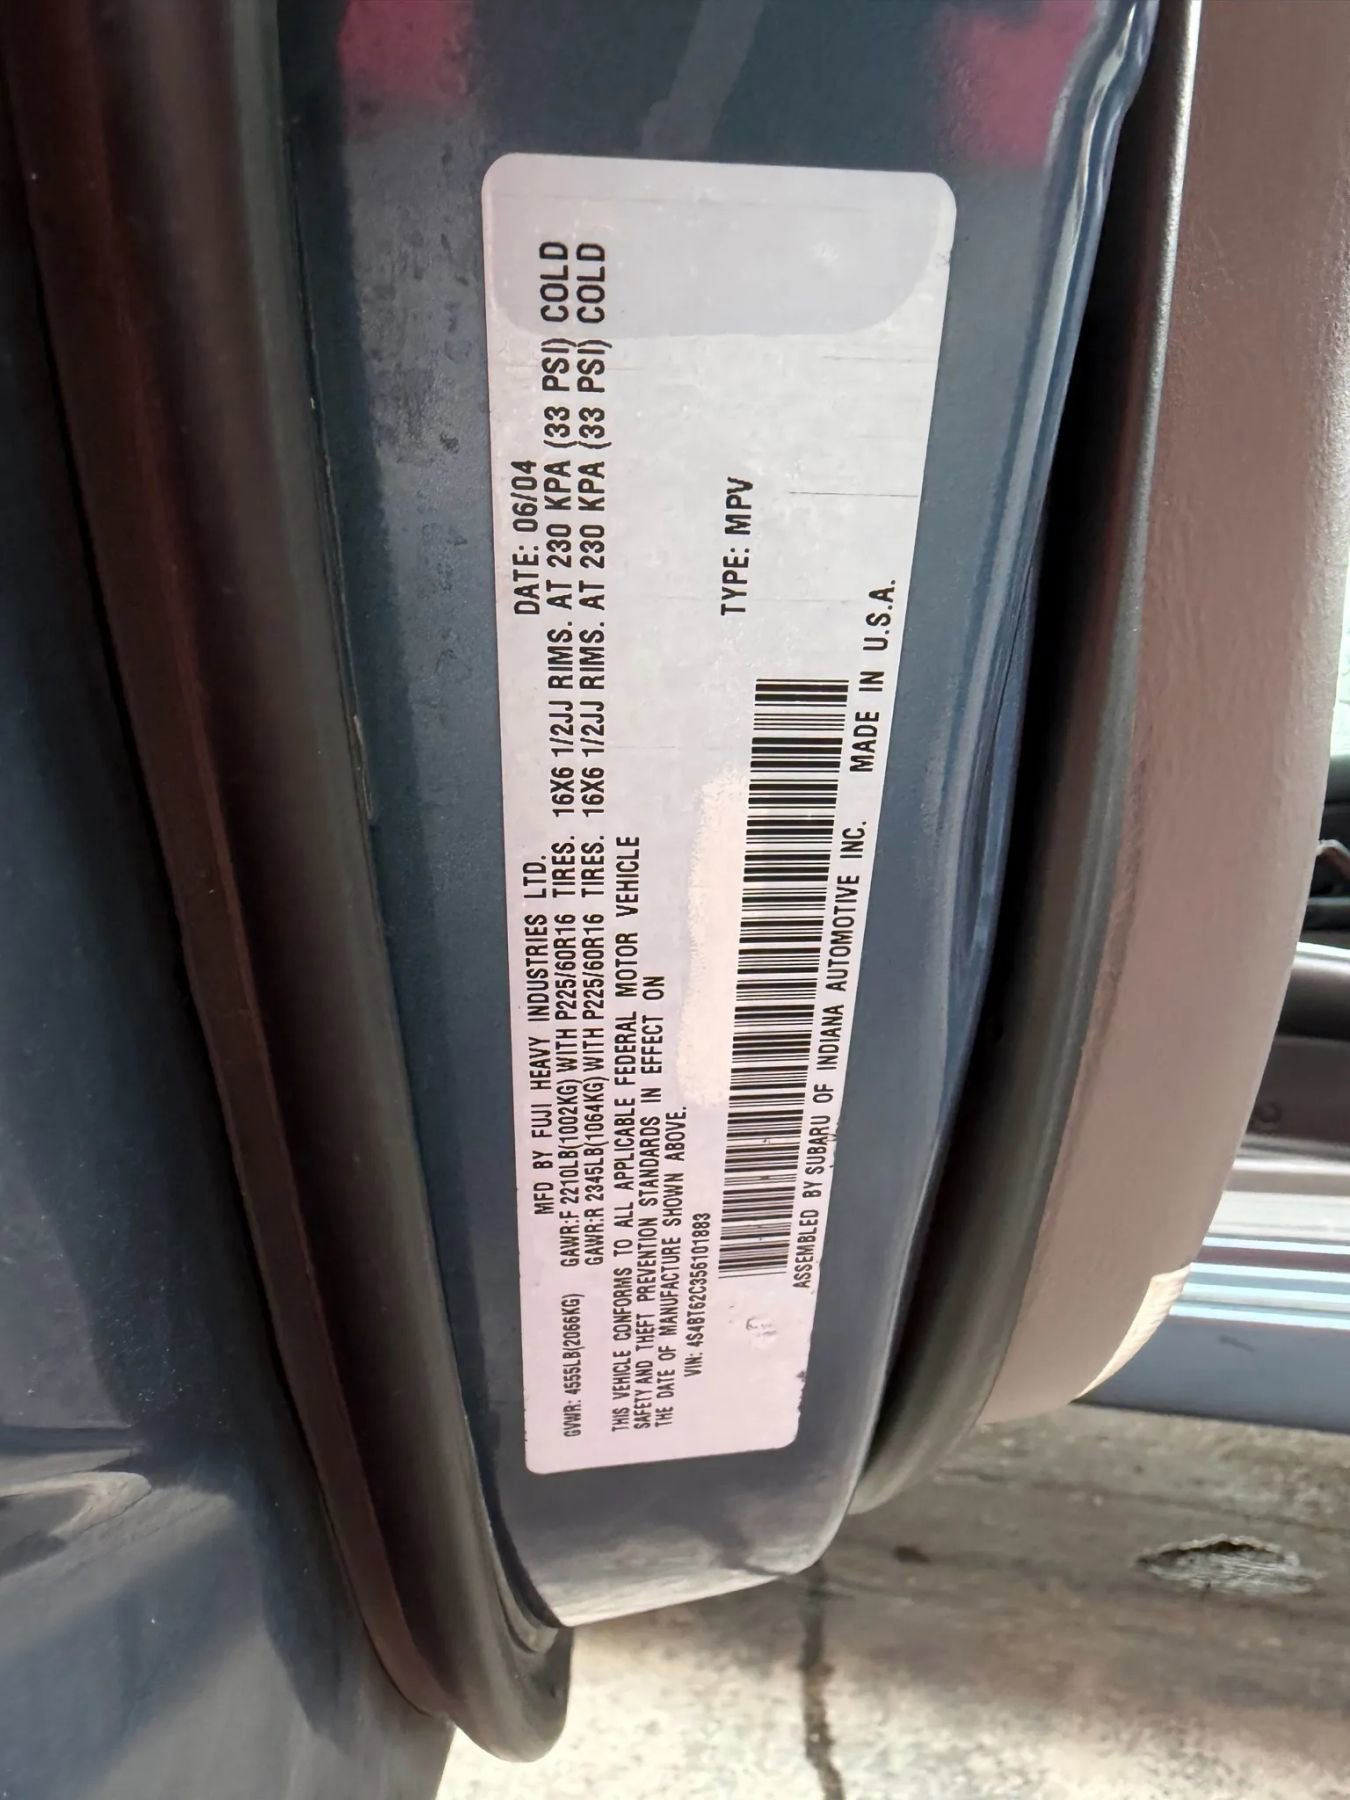 MFD BY FUJI HEAVY INDUSTRIES LTD. DATE: 06/04
GVWR: 4555LB(2066KG) GAWR:F 2210LB(1002KG) WITH P225/60R16 TIRES. 16X6 1/2JJ RIMS. AT 230 KPA (33 PSI) COLD
GAWR:R 2345LB(1064KG) WITH P225/60R16 TIRES. 16X6 1/2JJ RIMS. AT 230 KPA (33 PSI) COLD
THIS VEHICLE CONFORMS TO ALL APPLICABLE FEDERAL MOTOR VEHICLE
SAFETY AND THEFT PREVENTION STANDARDS IN EFFECT ON
THE DATE OF MANUFACTURE SHOWN ABOVE.
VIN: 4S4BT62C356101883 TYPE: MPV
ASSEMBLED BY SUBARU OF INDIANA AUTOMOTIVE INC. MADE IN U.S.A.